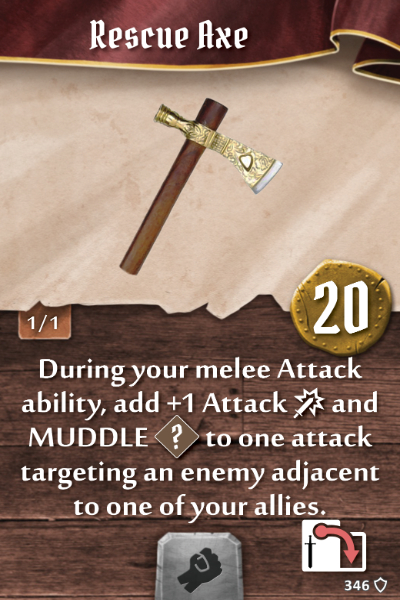 Rescue Axe
20
1/1
During your melee Attack
ability, add +1 Attack and
MUDDLE ? to one attack
targeting an enemy adjacent
to one of your allies.
346